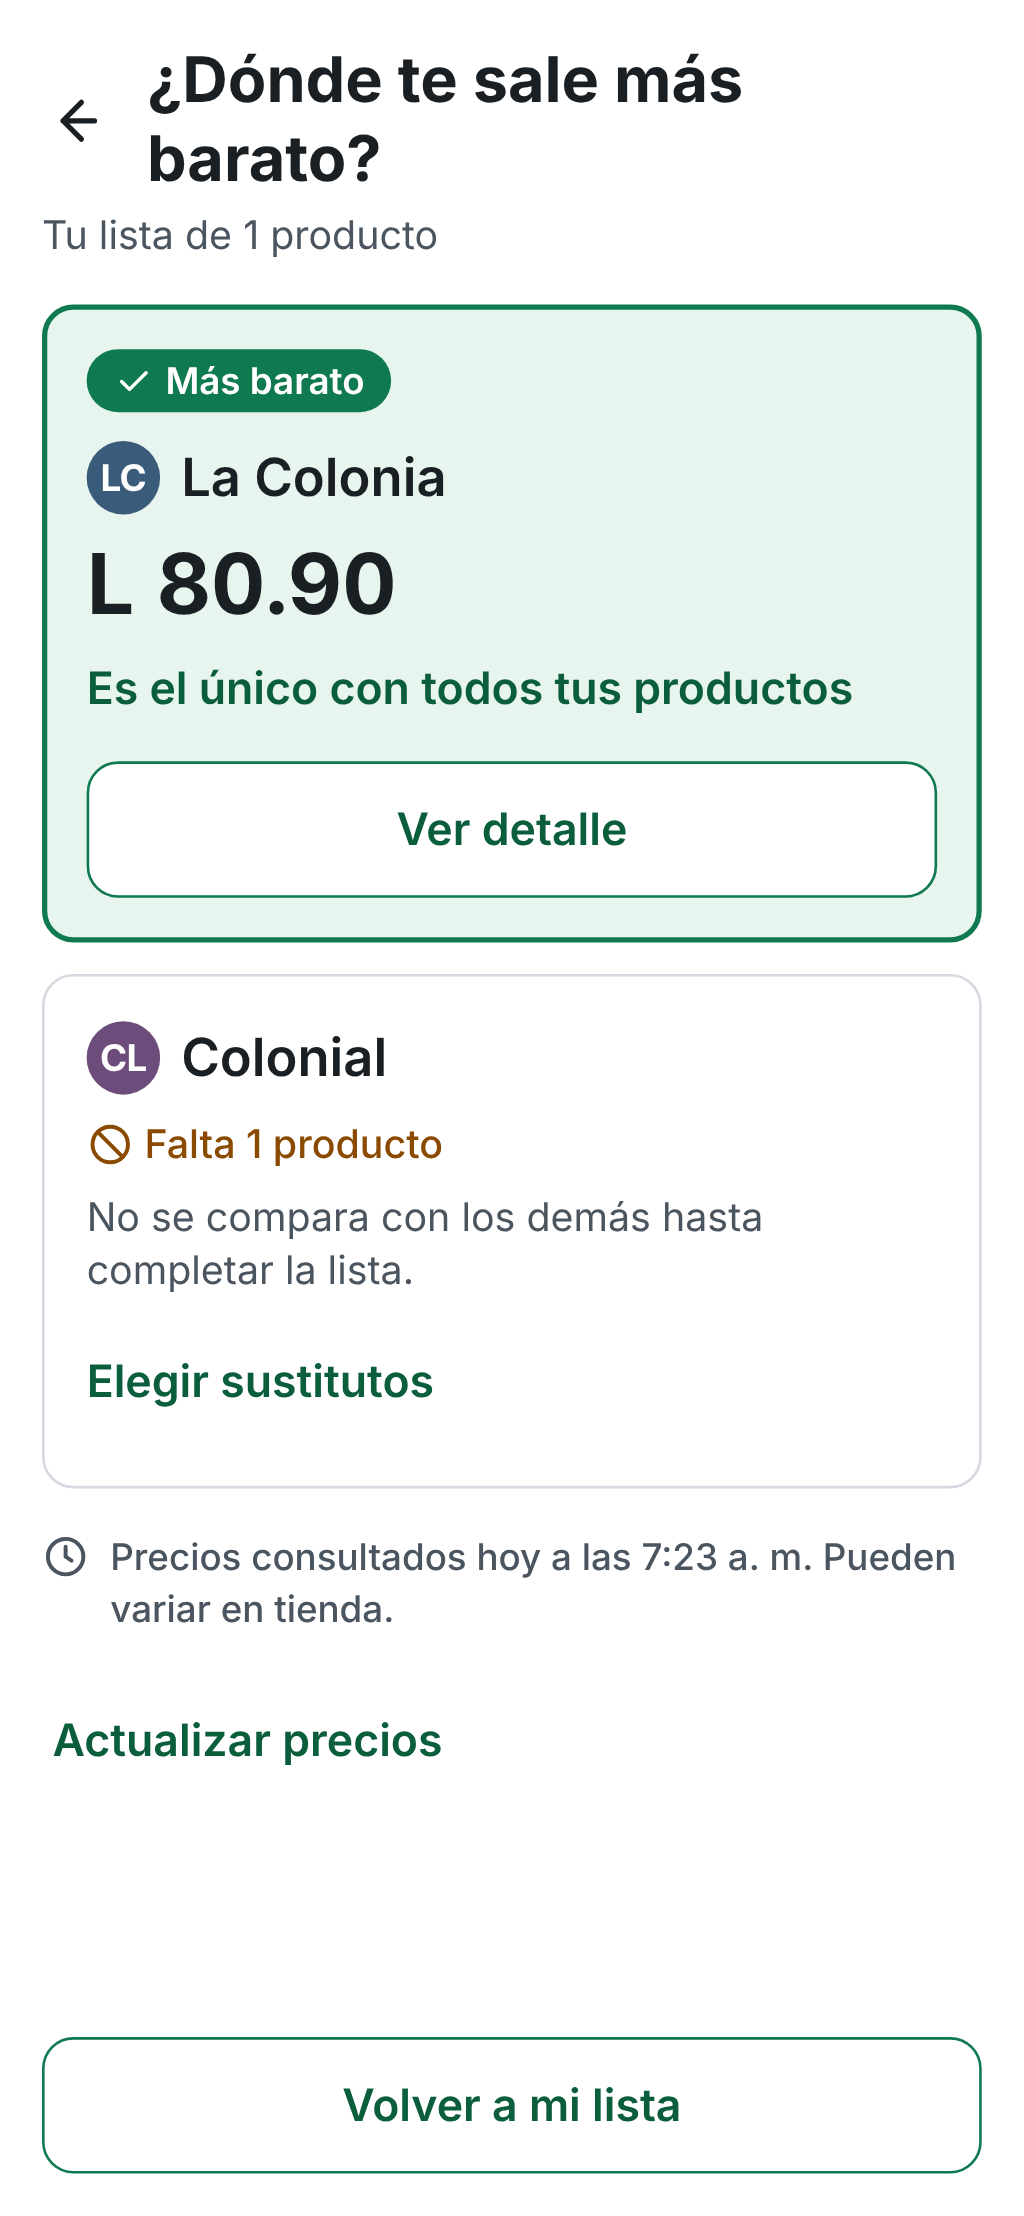 ¿Dónde te sale más
barato?
Tu lista de 1 producto
Más barato
LC La Colonia
L 80.90
Es el único con todos tus productos
Ver detalle
CL Colonial
Falta 1 producto
No se compara con los demás hasta
completar la lista.
Elegir sustitutos
Precios consultados hoy a las 7:23 a. m. Pueden
variar en tienda.
Actualizar precios
Volver a mi lista